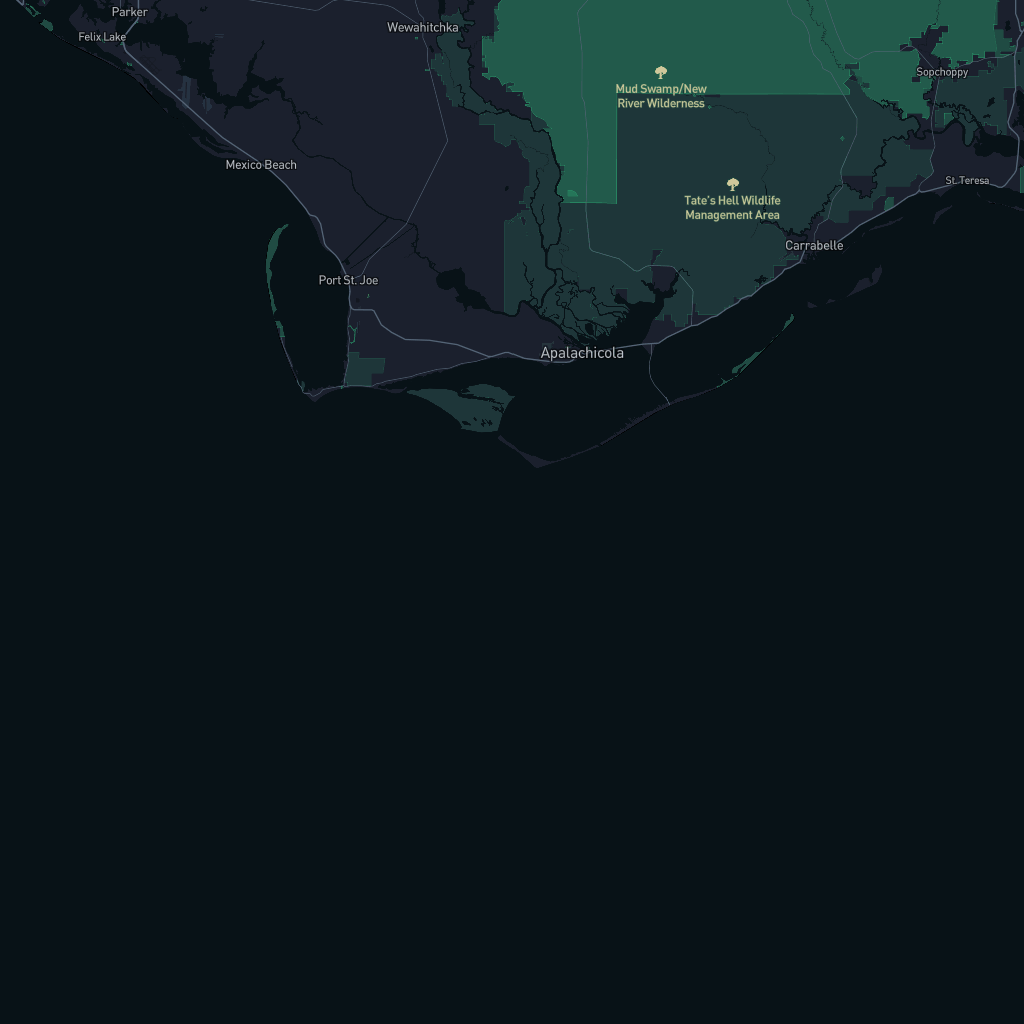 Parker
Felix Lake
Wewahitchka
Mud Swamp/New
River Wilderness
Sopchoppy
Mexico Beach
St. Teresa
Tate's Hell Wildlife
Management Area
Carrabelle
Port St. Joe
Apalachicola